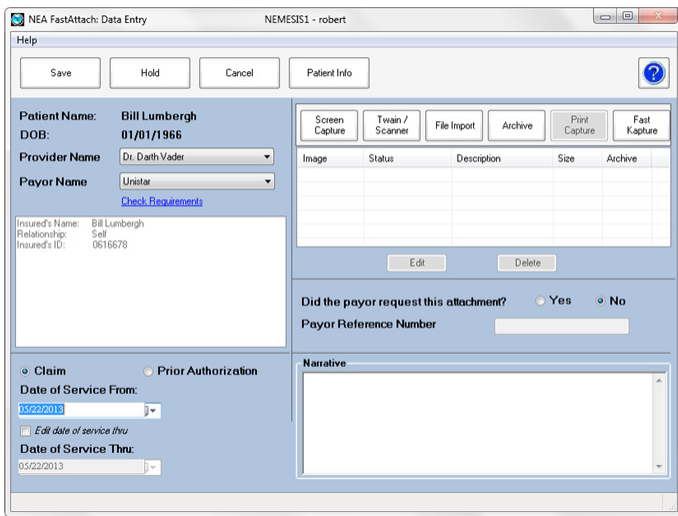 NEA FastAttach: Data Entry NEMESIS1 - robert
Help
Save Hold Cancel Patient Info
Patient Name: Bill Lumbergh
DOB: 01/01/1966
Provider Name Dr. Darth Vader
Payor Name Unistar
Check Requirements
Insured's Name: Bill Lumbergh
Relationship: Self
Insured's ID: 0616678
Claim Prior Authorization
Date of Service From:
05/22/2013
Edit date of service thru
Date of Service Thru:
05/22/2013
Screen Capture Twain / Scanner File Import Archive Print Capture Fast Kapture
Image Status Description Size Archive
Edit Delete
Did the payor request this attachment? Yes No
Payor Reference Number
Narrative